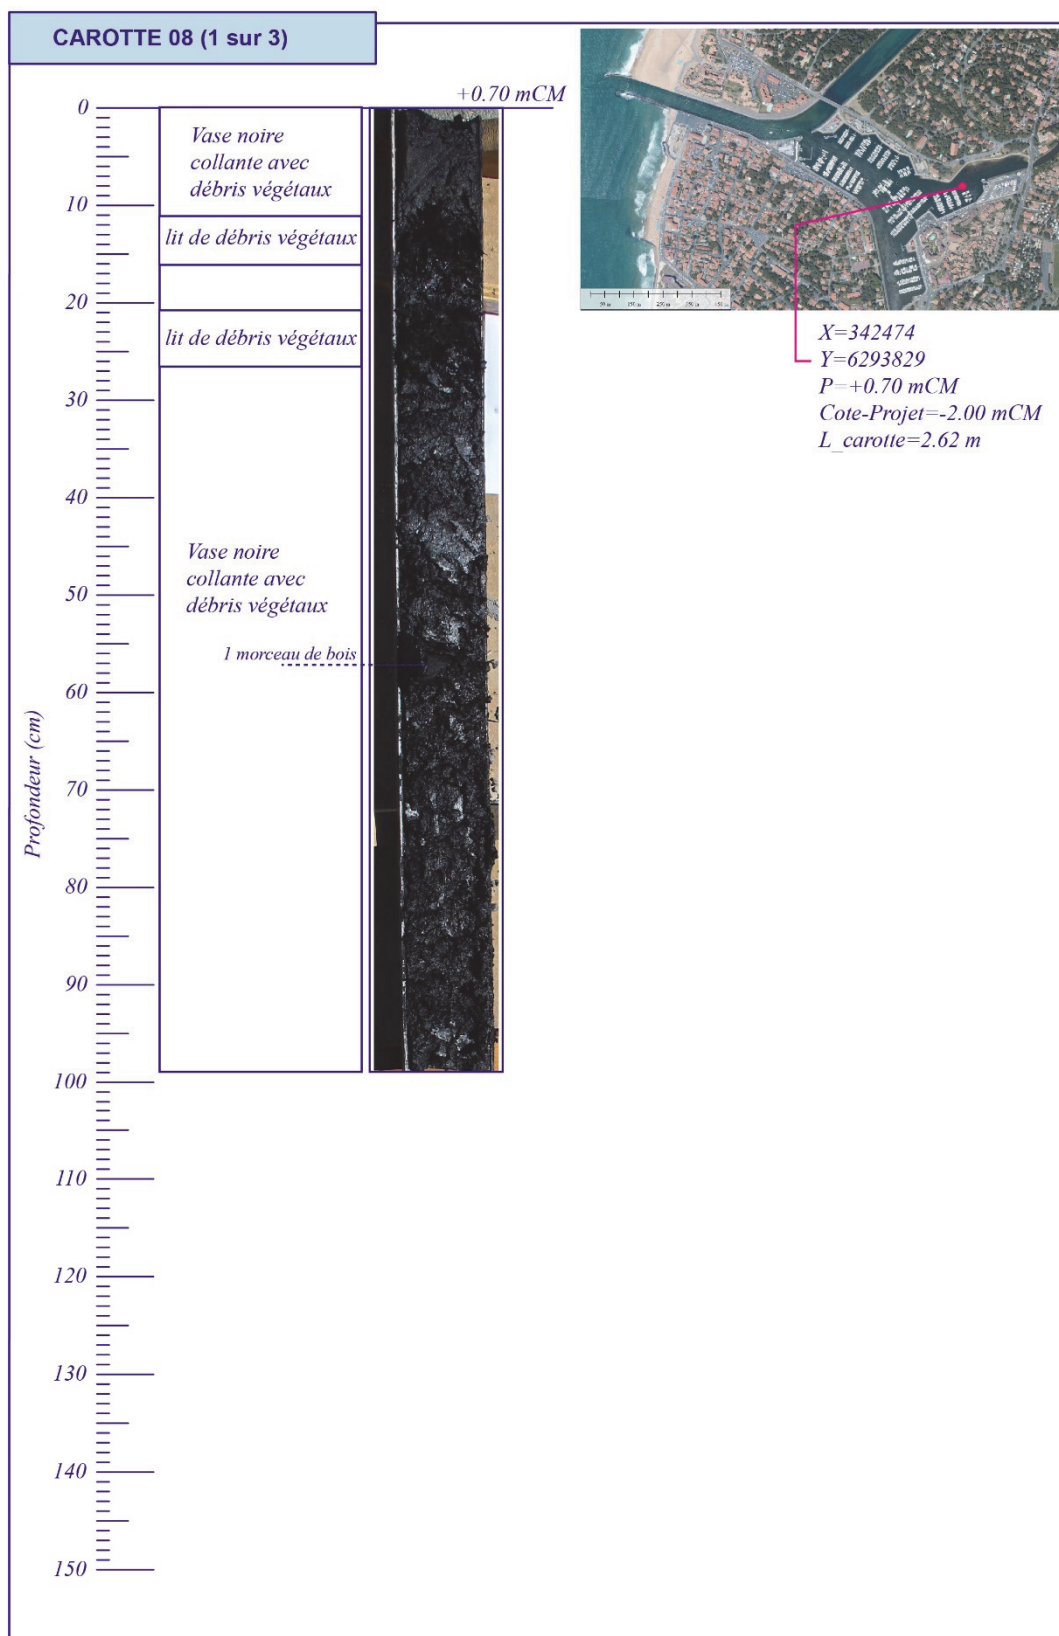 CAROTTE 08 (1 sur 3)
+0.70 mCM
0
Vase noire
collante avec
débris végétaux
10
lit de débris végétaux
20
lit de débris végétaux
30
40
Vase noire
collante avec
débris végétaux
50
1 morceau de bois
60
70
80
90
100
110
120
130
140
150
Profondeur (cm)
X=342474
Y=6293829
P=+0.70 mCM
Cote-Projet=-2.00 mCM
L_carotte=2.62 m